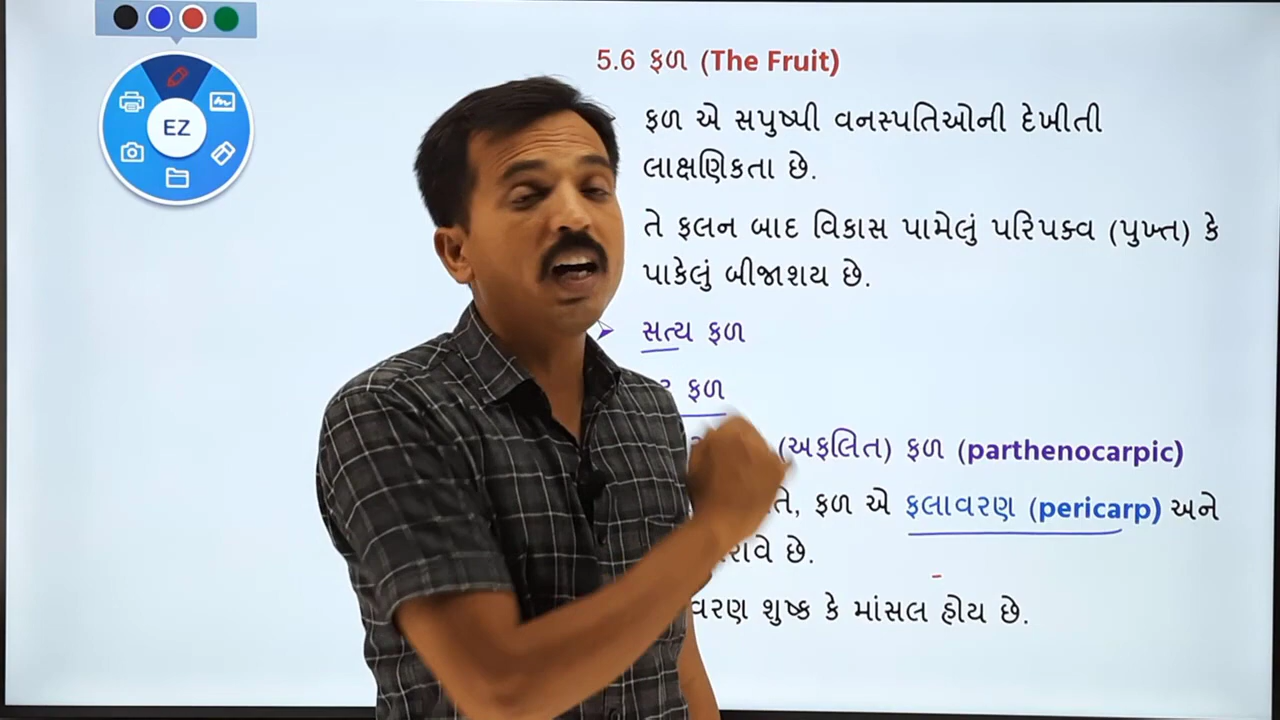 EZ
5.6 ફળ (The Fruit)
ફળ એ સપુષ્પી વનસ્પતિઓની દેખીતી
લાક્ષણિકતા છે.
તે ફલન બાદ વિકાસ પામેલું પરિપક્વ (પુખ્ત) કે
પાકેલું બીજાશય છે.
➤ સત્ય ફળ
ફળ
(અફલિત) ફળ (parthenocarpic)
ફળ એ ફલાવરણ (pericarp) અને
છે.
શુષ્ક કે માંસલ હોય છે.